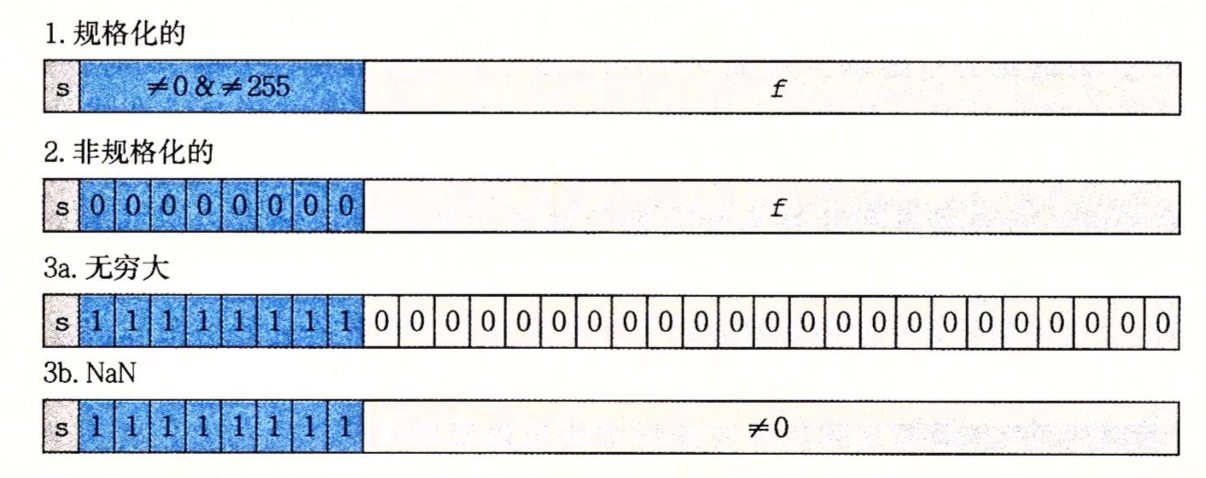 1. 规格化的
s ≠0 & ≠255 f
2. 非规格化的
s 0 0 0 0 0 0 0 0 f
3a. 无穷大
s 1 1 1 1 1 1 1 1 0 0 0 0 0 0 0 0 0 0 0 0 0 0 0 0 0 0 0 0 0 0 0
3b. NaN
s 1 1 1 1 1 1 1 1 ≠0